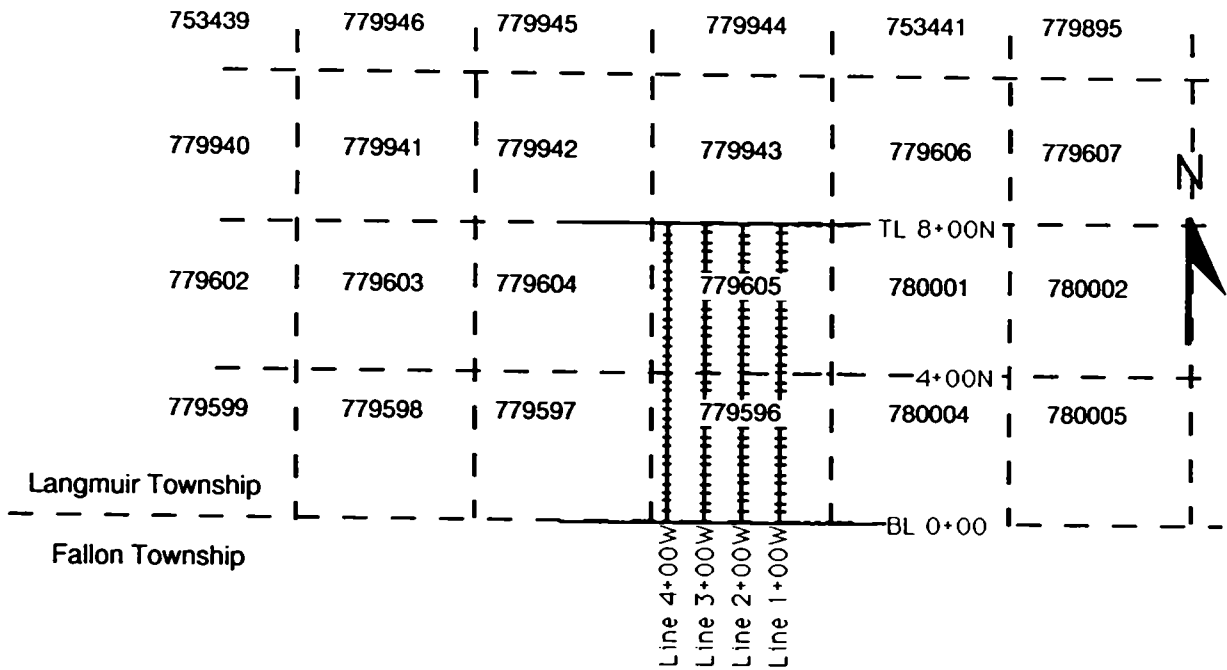 753439 779946 779945 779944 753441 779895
779940 779941 779942 779943 779606 779607
N
TL 8+00N
779602 779603 779604 779605 780001 780002
4+00N
779599 779598 779597 779596 780004 780005
Langmuir Township
BL 0+00
Fallon Township
Line 4+00W
Line 3+00W
Line 2+00W
Line 1+00W